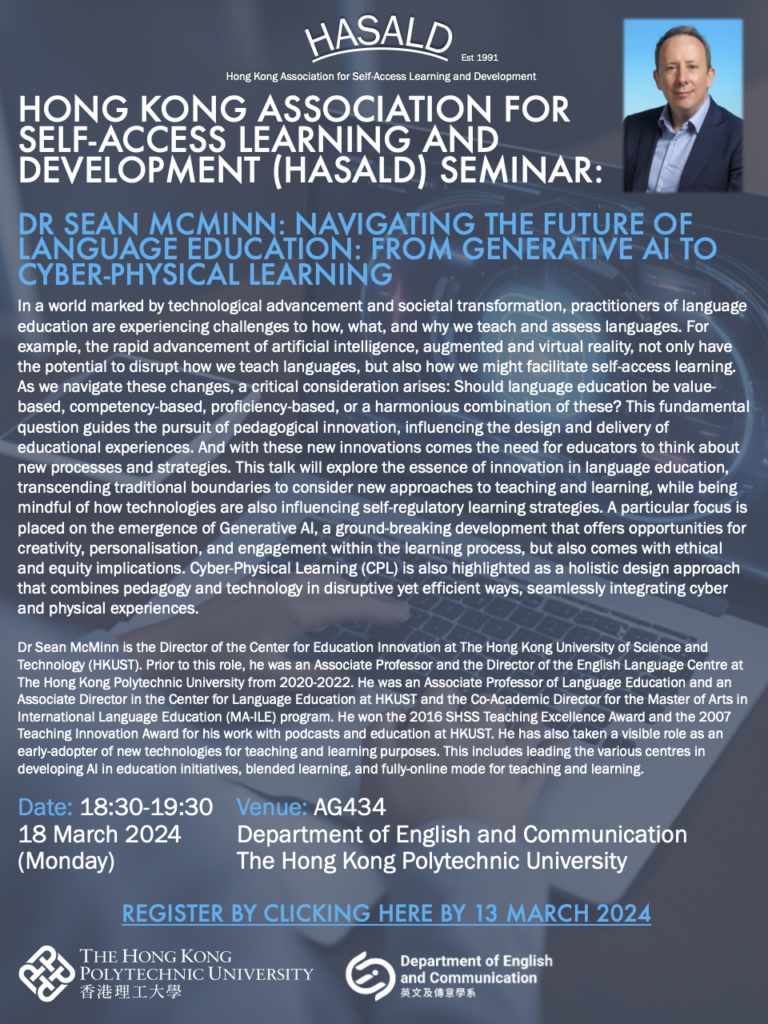 HASALD
Est 1991
Hong Kong Association for Self-Access Learning and Development
HONG KONG ASSOCIATION FOR
SELF-ACCESS LEARNING AND
DEVELOPMENT (HASALD) SEMINAR:
DR SEAN MCMINN: NAVIGATING THE FUTURE OF
LANGUAGE EDUCATION: FROM GENERATIVE AI TO
CYBER-PHYSICAL LEARNING
In a world marked by technological advancement and societal transformation, practitioners of language
education are experiencing challenges to how, what, and why we teach and assess languages. For
example, the rapid advancement of artificial intelligence, augmented and virtual reality, not only have
the potential to disrupt how we teach languages, but also how we might facilitate self-access learning.
As we navigate these changes, a critical consideration arises: Should language education be value-
based, competency-based, proficiency-based, or a harmonious combination of these? This fundamental
question guides the pursuit of pedagogical innovation, influencing the design and delivery of
educational experiences. And with these new innovations comes the need for educators to think about
new processes and strategies. This talk will explore the essence of innovation in language education,
transcending traditional boundaries to consider new approaches to teaching and learning, while being
mindful of how technologies are also influencing self-regulatory learning strategies. A particular focus is
placed on the emergence of Generative AI, a ground-breaking development that offers opportunities for
creativity, personalisation, and engagement within the learning process, but also comes with ethical
and equity implications. Cyber-Physical Learning (CPL) is also highlighted as a holistic design approach
that combines pedagogy and technology in disruptive yet efficient ways, seamlessly integrating cyber
and physical experiences.
Dr Sean McMinn is the Director of the Center for Education Innovation at The Hong Kong University of Science and
Technology (HKUST). Prior to this role, he was an Associate Professor and the Director of the English Language Centre at
The Hong Kong Polytechnic University from 2020-2022. He was an Associate Professor of Language Education and an
Associate Director in the Center for Language Education at HKUST and the Co-Academic Director for the Master of Arts in
International Language Education (MA-ILE) program. He won the 2016 SHSS Teaching Excellence Award and the 2007
Teaching Innovation Award for his work with podcasts and education at HKUST. He has also taken a visible role as an
early-adopter of new technologies for teaching and learning purposes. This includes leading the various centres in
developing AI in education initiatives, blended learning, and fully-online mode for teaching and learning.
Date: 18:30-19:30
18 March 2024
(Monday)
Venue: AG434
Department of English and Communication
The Hong Kong Polytechnic University
REGISTER BY CLICKING HERE BY 13 MARCH 2024
THE HONG KONG
POLYTECHNIC UNIVERSITY
香港理工大學
Department of English
and Communication
英文及傳意學系